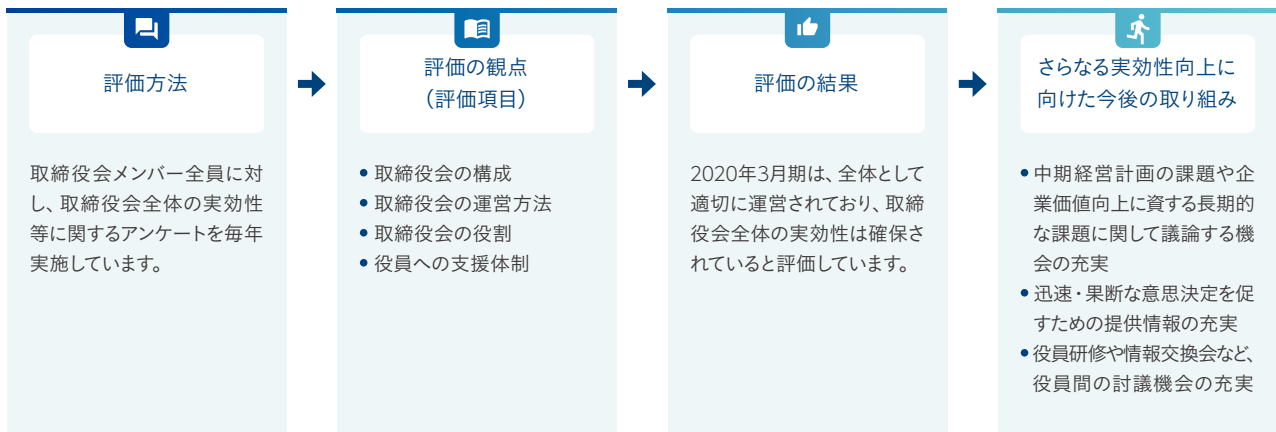 評価方法
取締役会メンバー全員に対
し、取締役会全体の実効性
等に関するアンケートを毎年
実施しています。
評価の観点
（評価項目）
• 取締役会の構成
• 取締役会の運営方法
• 取締役会の役割
• 役員への支援体制
評価の結果
2020年3月期は、全体として
適切に運営されており、取締
役会全体の実効性は確保さ
れていると評価しています。
さらなる実効性向上に
向けた今後の取り組み
• 中期経営計画の課題や企
業価値向上に資する長期的
な課題に関して議論する機
会の充実
• 迅速・果断な意思決定を促
すための提供情報の充実
• 役員研修や情報交換会など、
役員間の討議機会の充実